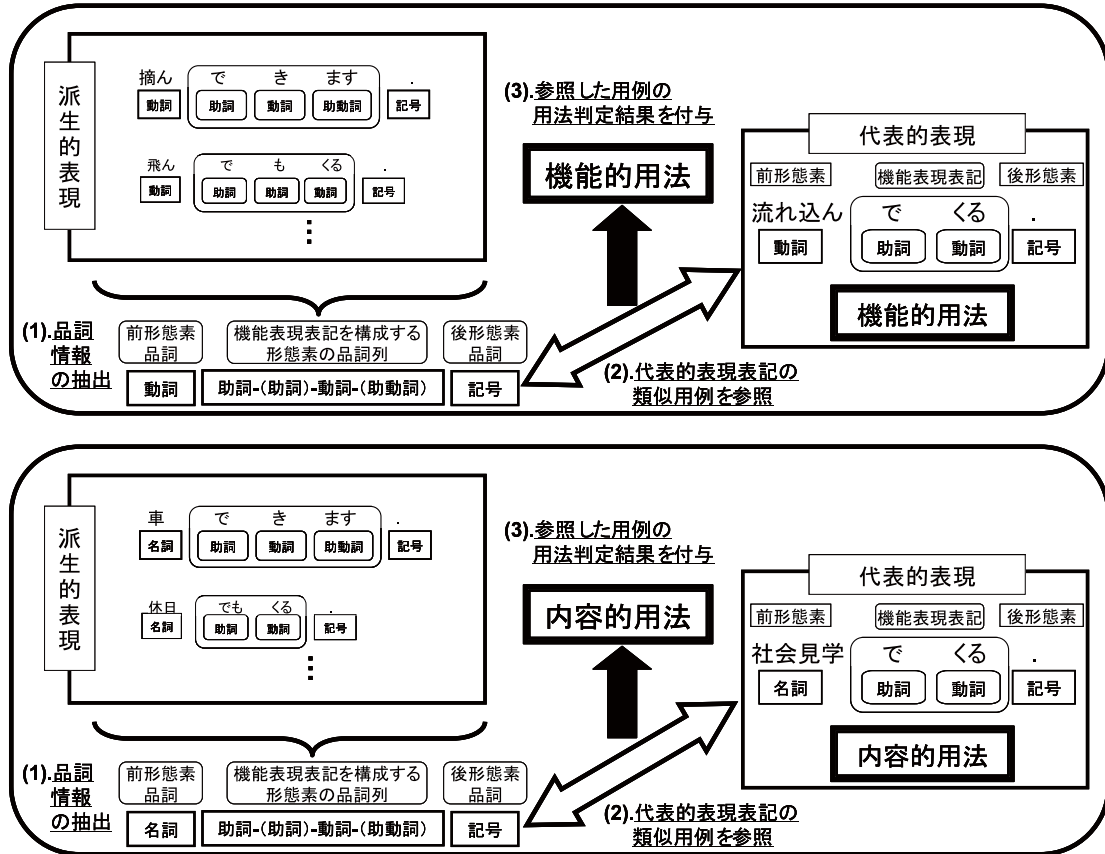 派生的表現
摘ん で き ます .
動詞 助詞 動詞 助動詞 記号
飛ん で も くる .
動詞 助詞 助詞 動詞 記号
⋮
(1).品詞
情報
の抽出
前形態素
品詞
機能表現表記を構成する
形態素の品詞列
後形態素
品詞
動詞 助詞-(助詞)-動詞-(助動詞) 記号
(3).参照した用例の
用法判定結果を付与
機能的用法
(2).代表的表現表記の
類似用例を参照
代表的表現
前形態素 機能表現表記 後形態素
流れ込ん で くる .
動詞 助詞 動詞 記号
機能的用法
派生的表現
車 で き ます .
名詞 助詞 動詞 助動詞 記号
休日 でも くる .
名詞 助詞 動詞 記号
⋮
(1).品詞
情報
の抽出
前形態素
品詞
機能表現表記を構成する
形態素の品詞列
後形態素
品詞
名詞 助詞-(助詞)-動詞-(助動詞) 記号
(3).参照した用例の
用法判定結果を付与
内容的用法
(2).代表的表現表記の
類似用例を参照
代表的表現
前形態素 機能表現表記 後形態素
社会見学 で くる .
名詞 助詞 動詞 記号
内容的用法